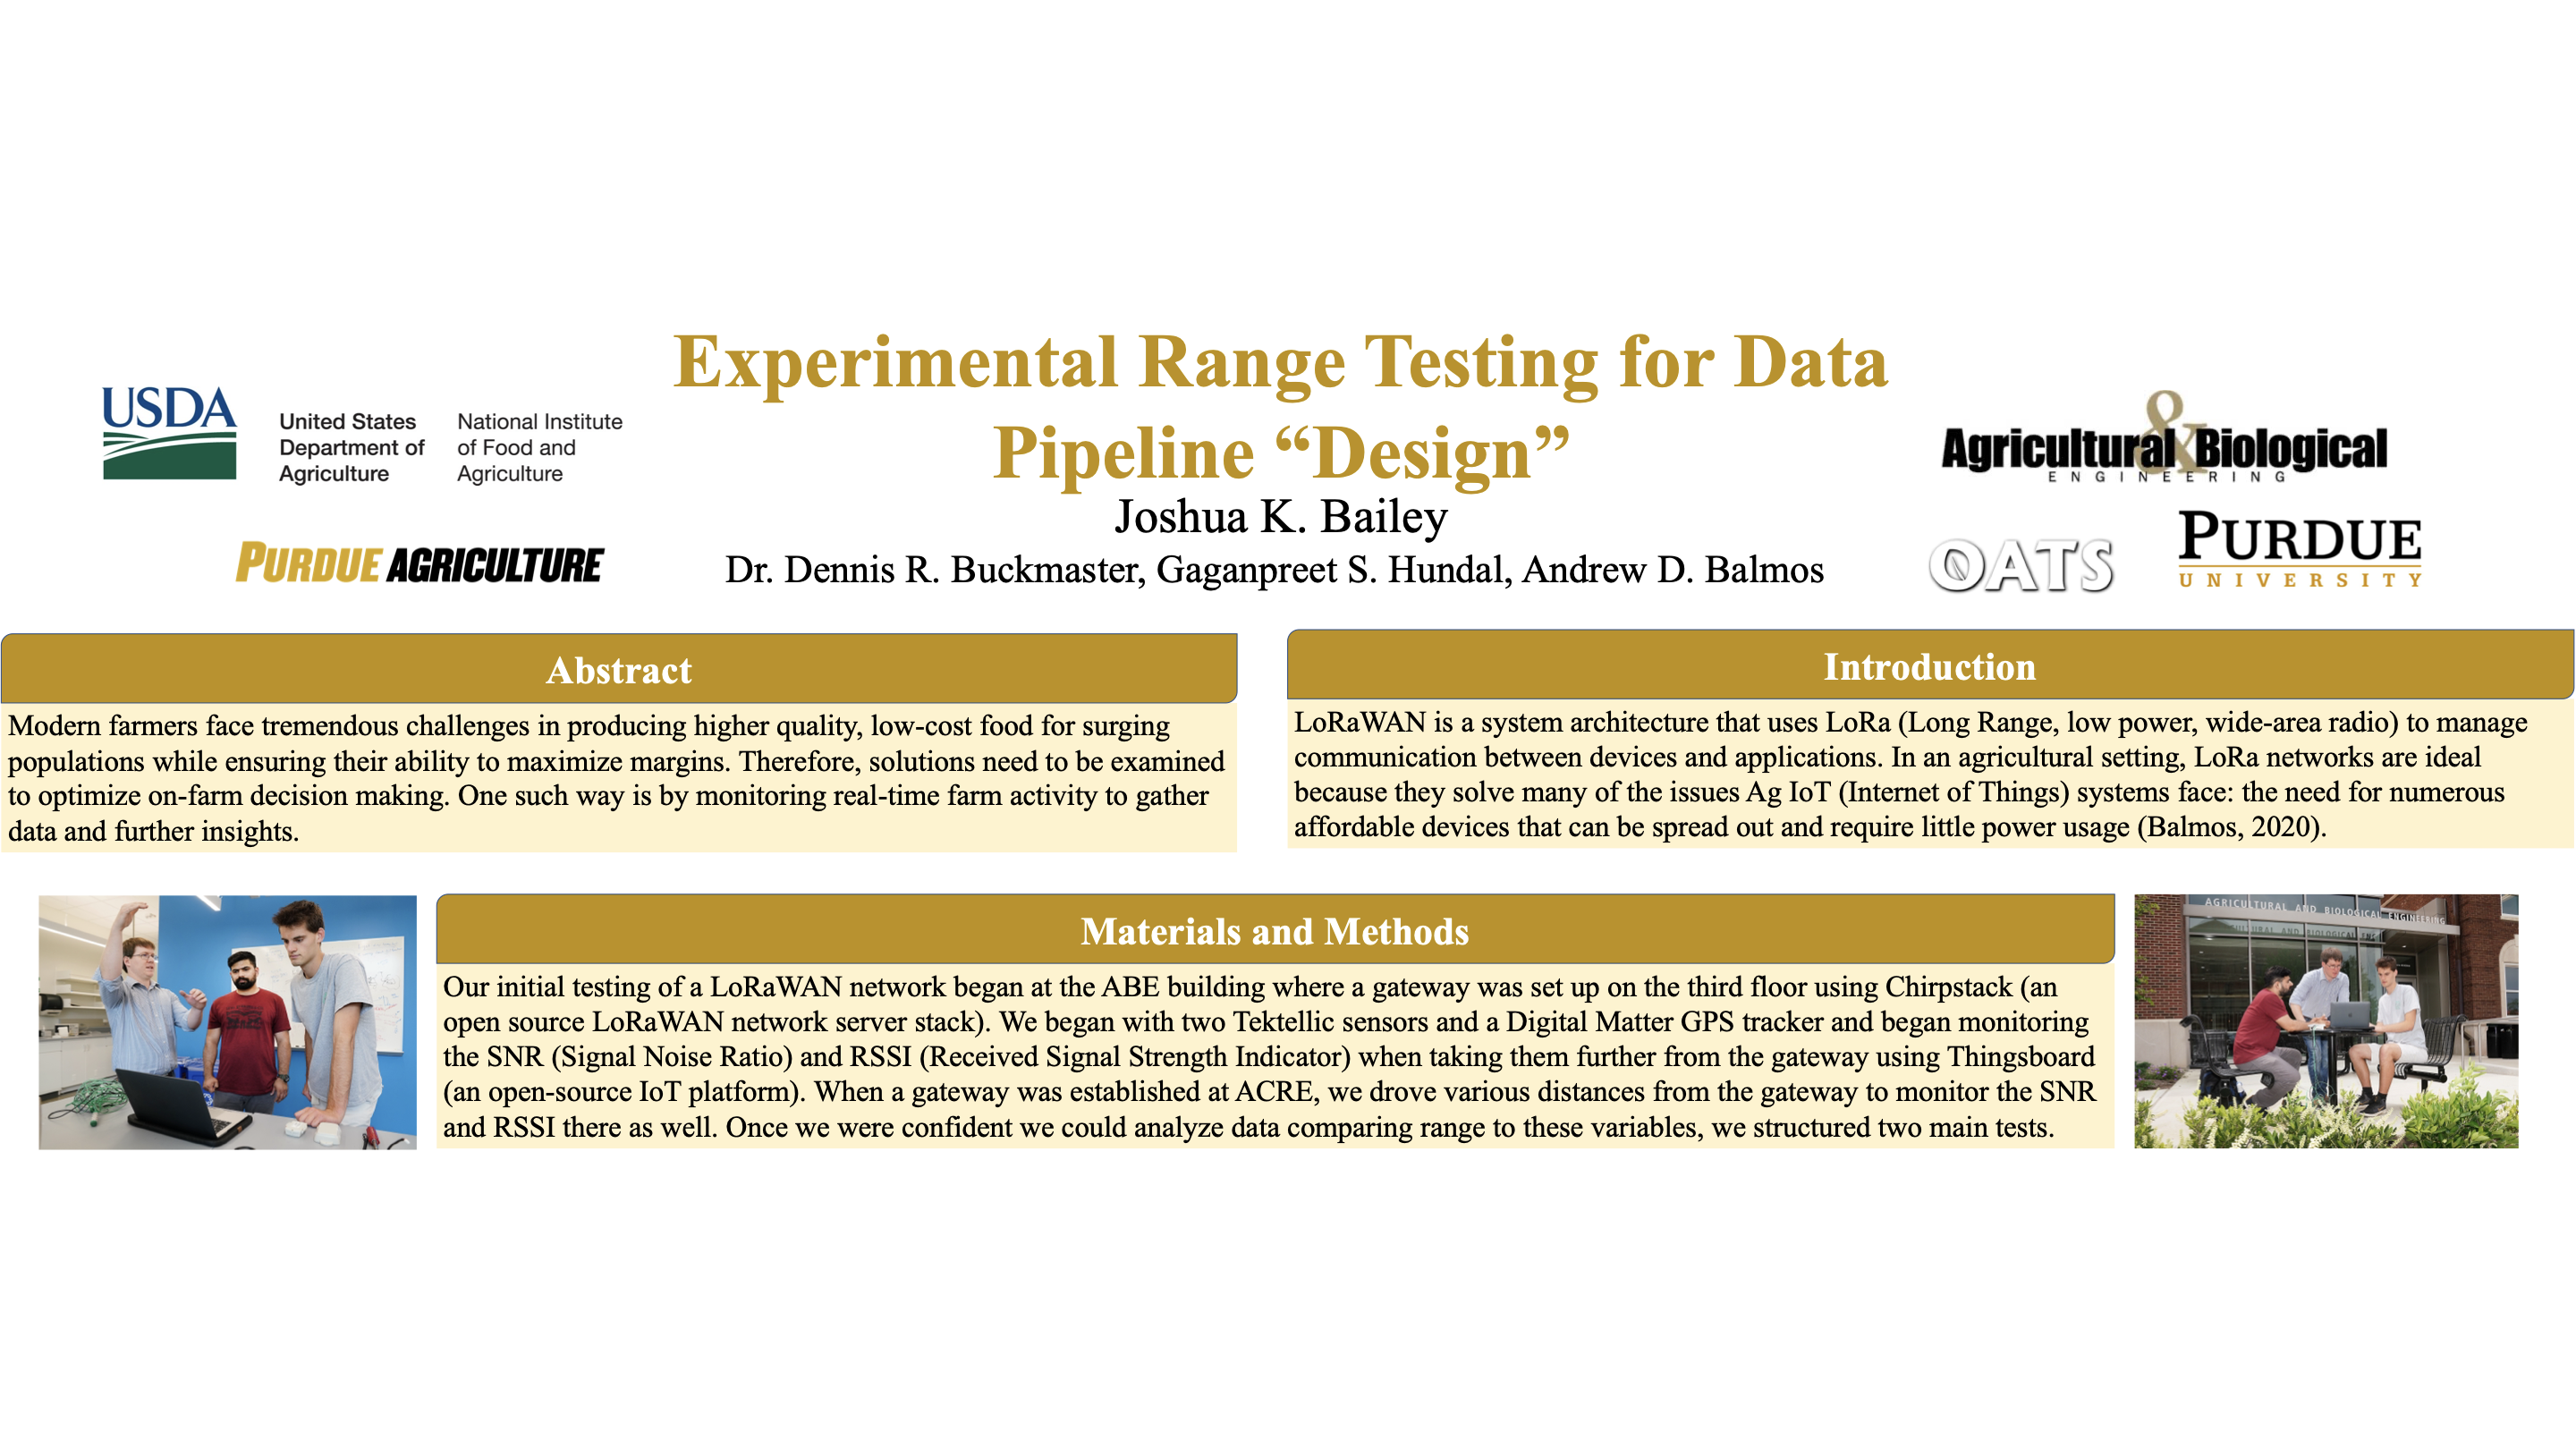 Experimental Range Testing for Data
Pipeline “Design”
Joshua K. Bailey
Dr. Dennis R. Buckmaster, Gaganpreet S. Hundal, Andrew D. Balmos
USDA
United States
Department of
Agriculture
National Institute
of Food and
Agriculture
PURDUE AGRICULTURE
Agricultural & Biological
ENGINEERING
OATS
PURDUE
UNIVERSITY
Abstract
Modern farmers face tremendous challenges in producing higher quality, low-cost food for surging
populations while ensuring their ability to maximize margins. Therefore, solutions need to be examined
to optimize on-farm decision making. One such way is by monitoring real-time farm activity to gather
data and further insights.
Introduction
LoRaWAN is a system architecture that uses LoRa (Long Range, low power, wide-area radio) to manage
communication between devices and applications. In an agricultural setting, LoRa networks are ideal
because they solve many of the issues Ag IoT (Internet of Things) systems face: the need for numerous
affordable devices that can be spread out and require little power usage (Balmos, 2020).
Materials and Methods
Our initial testing of a LoRaWAN network began at the ABE building where a gateway was set up on the third floor using Chirpstack (an
open source LoRaWAN network server stack). We began with two Tektellic sensors and a Digital Matter GPS tracker and began monitoring
the SNR (Signal Noise Ratio) and RSSI (Received Signal Strength Indicator) when taking them further from the gateway using Thingsboard
(an open-source IoT platform). When a gateway was established at ACRE, we drove various distances from the gateway to monitor the SNR
and RSSI there as well. Once we were confident we could analyze data comparing range to these variables, we structured two main tests.
AGRICULTURAL AND BIOLOGICAL ENGINEERING